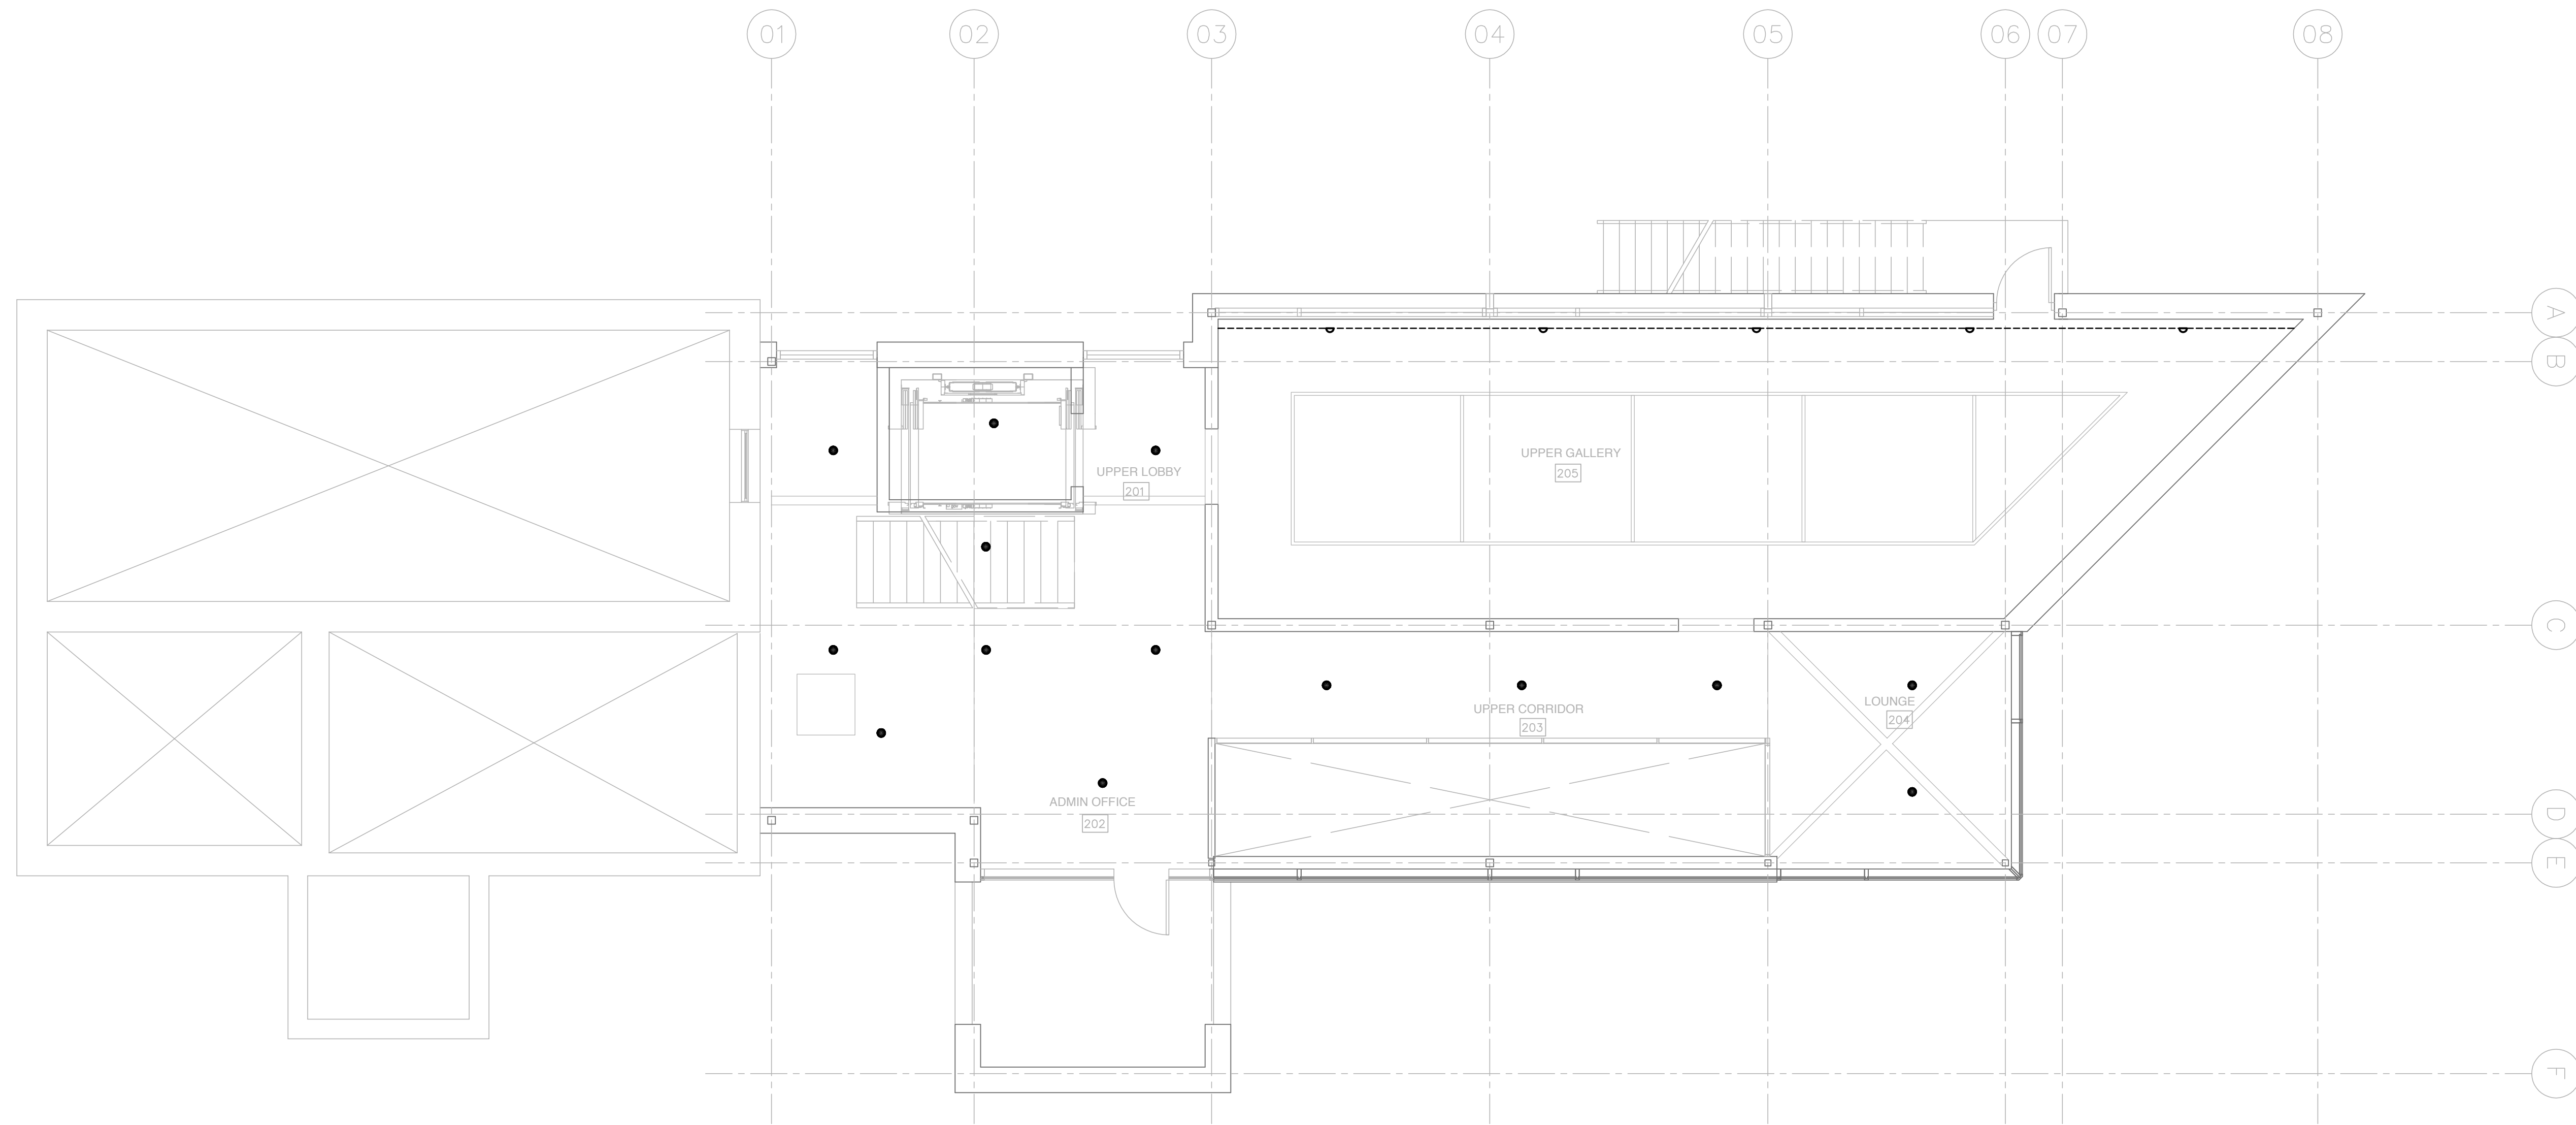 01 02 03 04 05 06 07 08
A
B
UPPER GALLERY
205
UPPER LOBBY
201
C
LOUNGE
204
UPPER CORRIDOR
203
ADMIN OFFICE
202
D
E
F